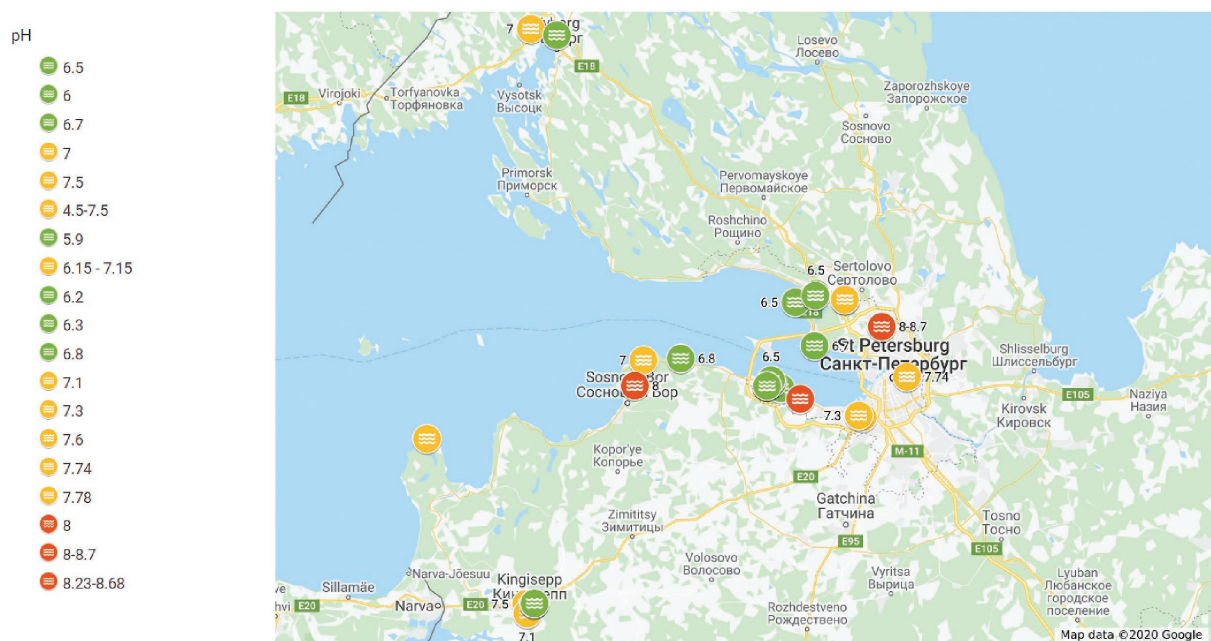 pH
6.5
6
6.7
7
7.5
4.5-7.5
5.9
6.15 - 7.15
6.2
6.3
6.8
7.1
7.3
7.6
7.74
7.78
8
8-8.7
8.23-8.68
7
E18
Losevo
Лосево
E18
Virojoki
Torfyanovka
Торфяновка
Vysotsk
Высоцк
Zaporozhskoye
Запорожское
Sosnovo
Сосново
Primorsk
Приморск
Pervomayskoye
Первомайское
Roshchino
Рощино
6.5
Sertolovo
Сертолово
6.5
E18
8-8.7
St Petersburg
Санкт-Петербург
7.74
Shlisselburg
Шлиссельбург
7
6.8
6.5
8
7.3
E105
Kirovsk
Кировск
Naziya
Назия
M-11
Kopor'ye
Копорье
E20
Gatchina
Гатчина
Zimititsy
Зимитицы
E95
E105
Tosno
Тосно
Volosovo
Волосово
Vyritsa
Вырица
Lyuban
Любанское
городское
поселение
Narva-Jõesuu
Sillamäe
Narva
E20
Kingisepp
7.5
7.1
Rozhdestveno
Рождествено
Map data ©2020 Google